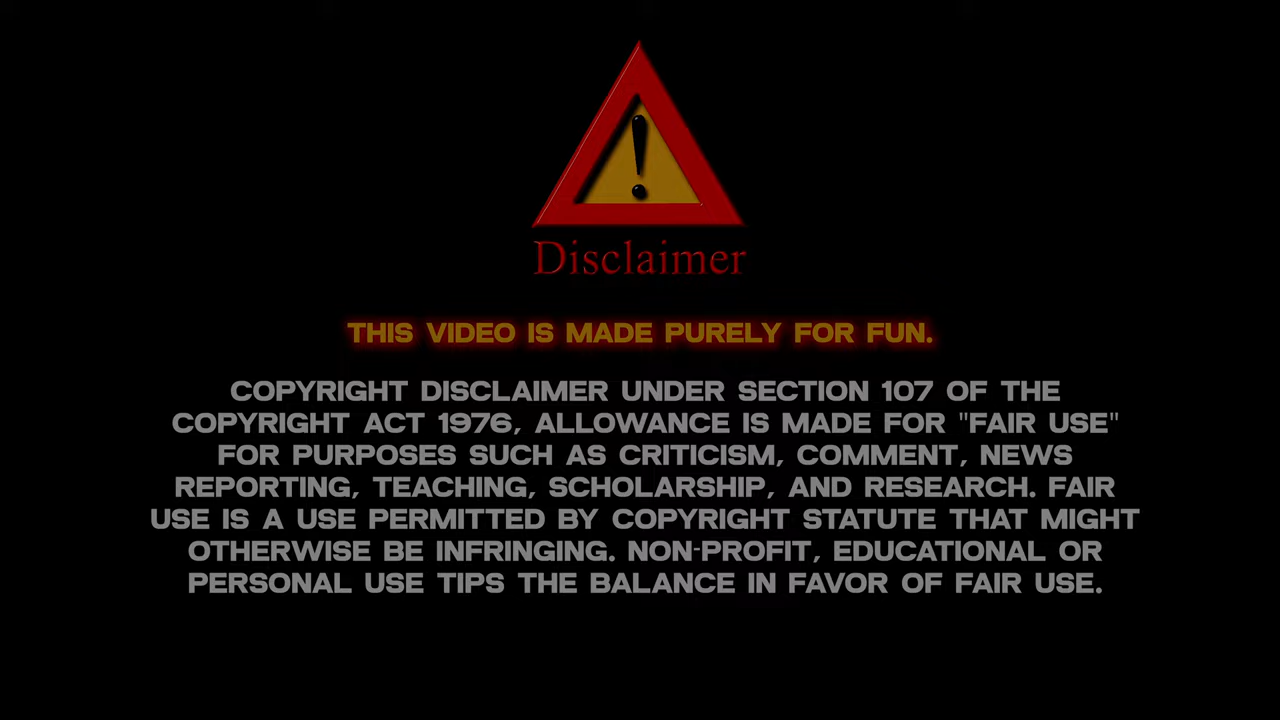 !
Disclaimer
THIS VIDEO IS MADE PURELY FOR FUN.
COPYRIGHT DISCLAIMER UNDER SECTION 107 OF THE
COPYRIGHT ACT 1976, ALLOWANCE IS MADE FOR "FAIR USE"
FOR PURPOSES SUCH AS CRITICISM, COMMENT, NEWS
REPORTING, TEACHING, SCHOLARSHIP, AND RESEARCH. FAIR
USE IS A USE PERMITTED BY COPYRIGHT STATUTE THAT MIGHT
OTHERWISE BE INFRINGING. NON-PROFIT, EDUCATIONAL OR
PERSONAL USE TIPS THE BALANCE IN FAVOR OF FAIR USE.